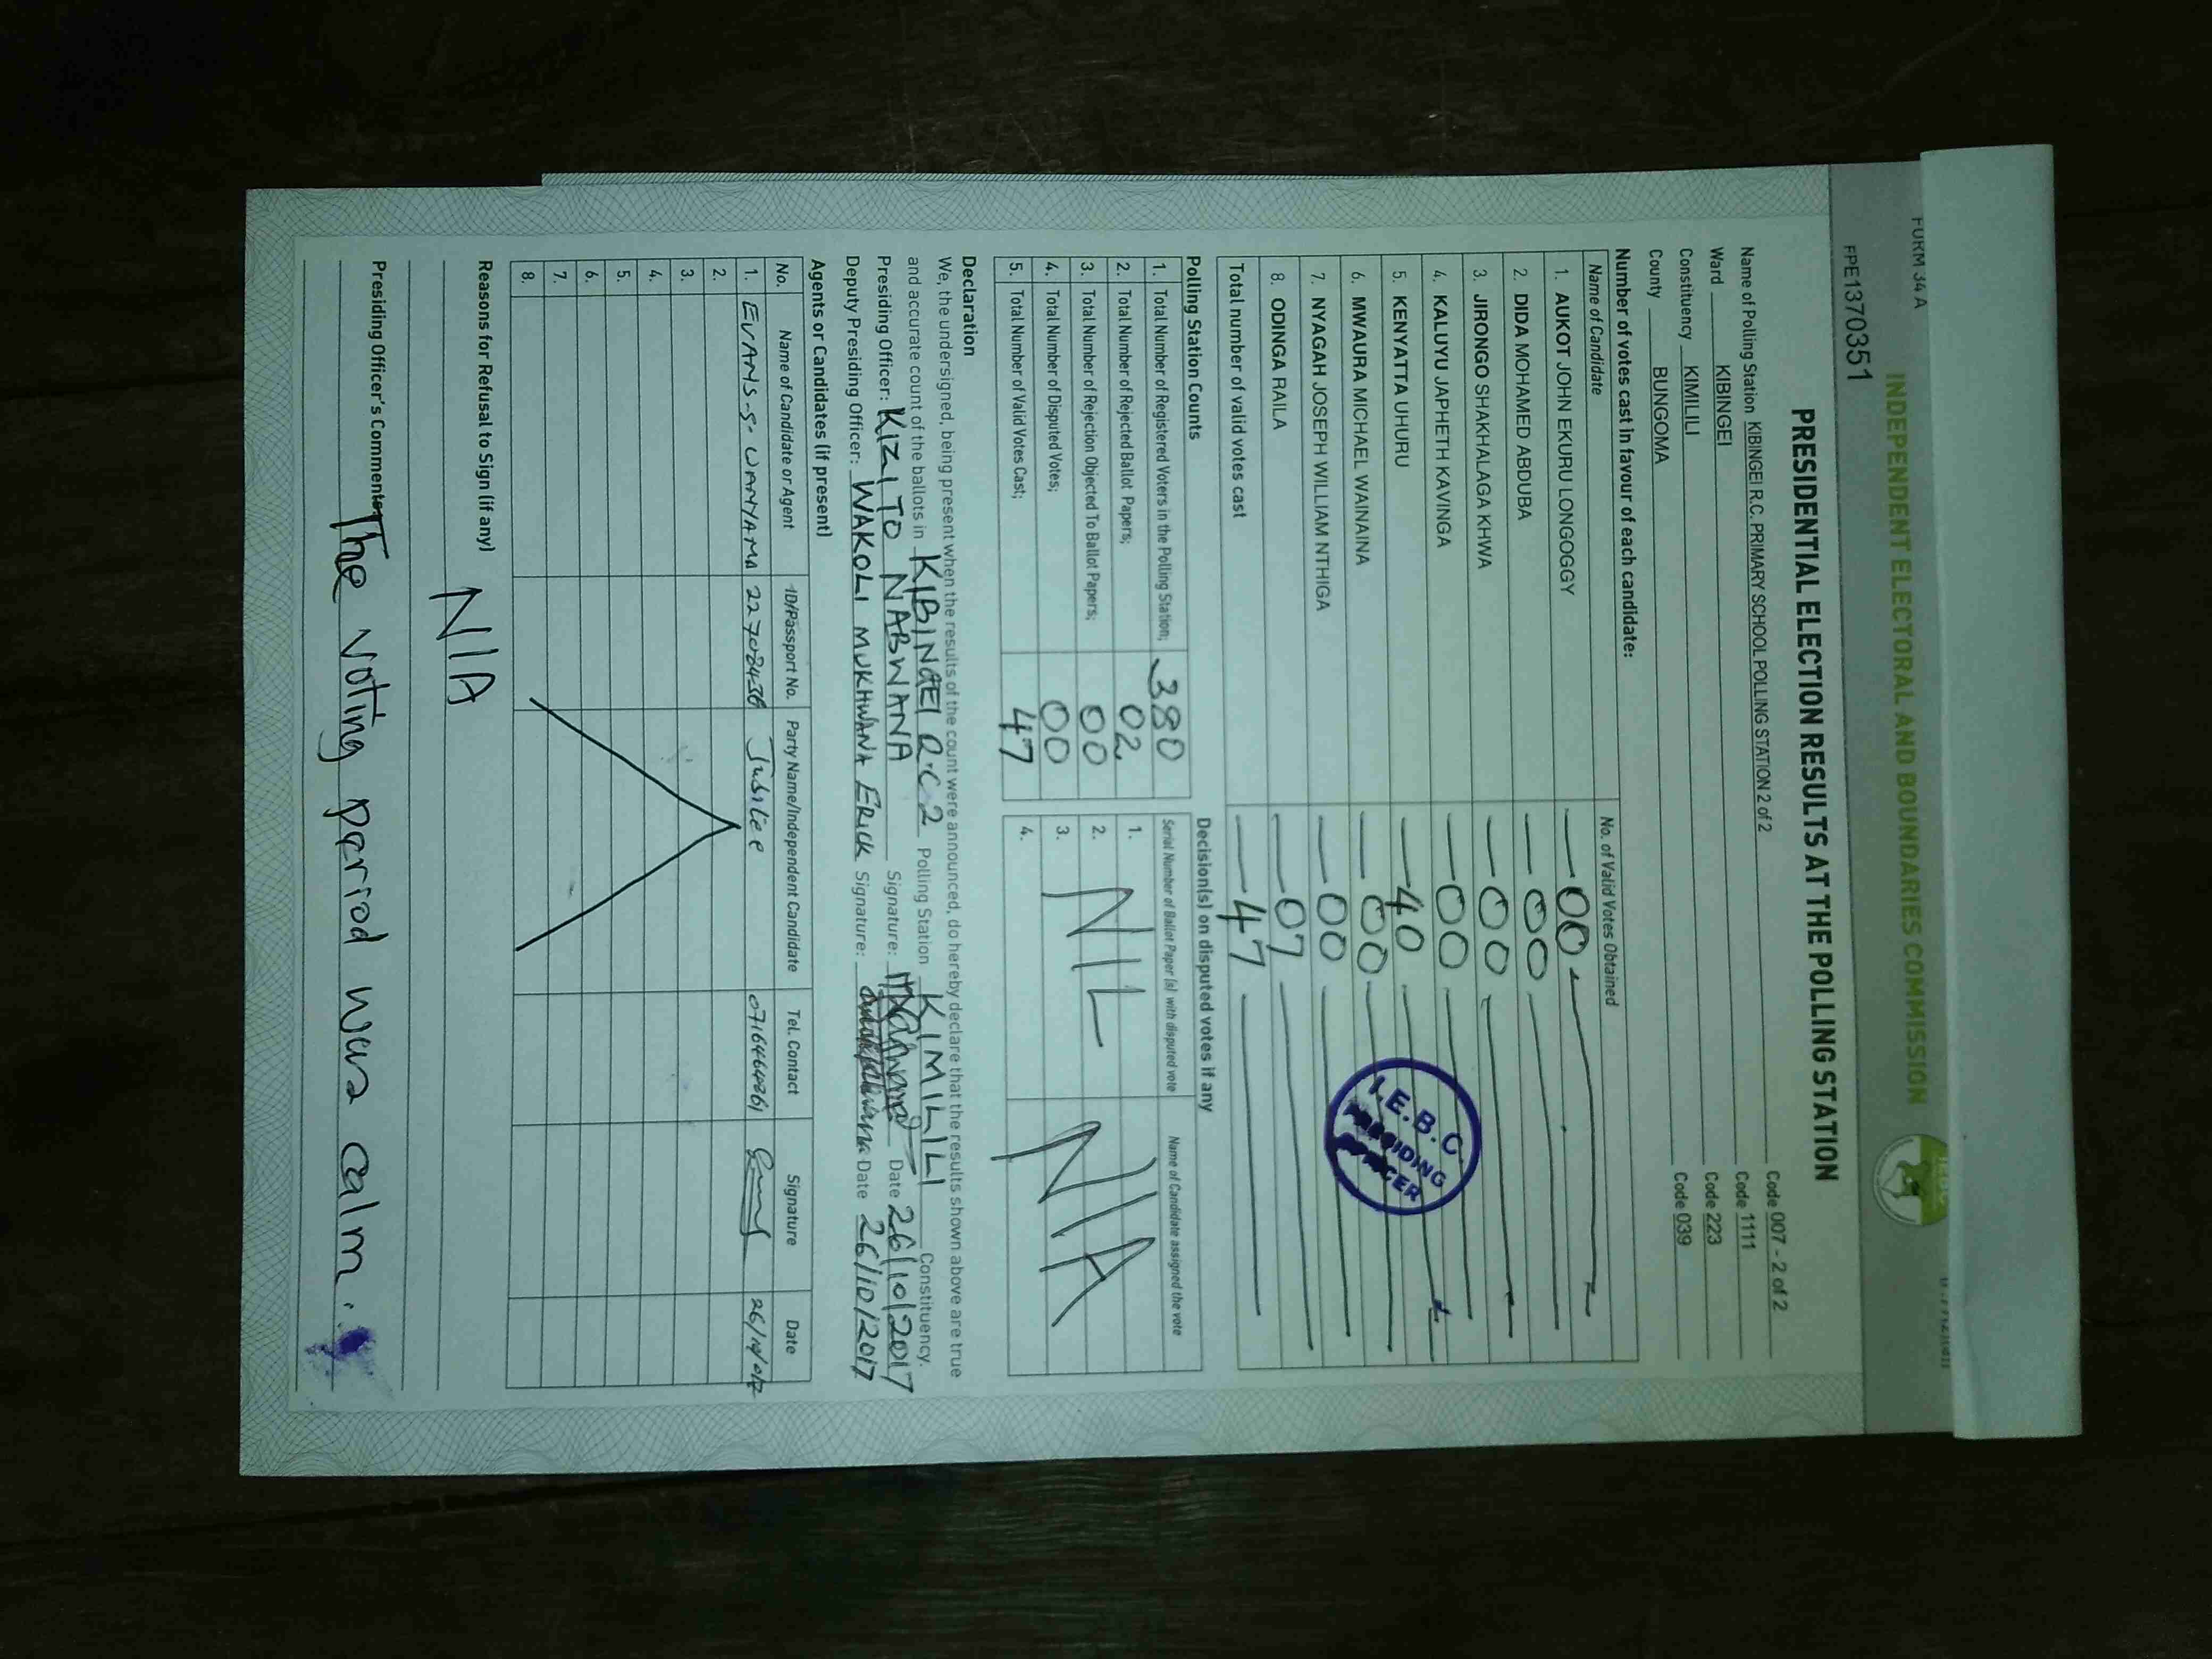 FORM 34 A
INDEPENDENT ELECTORAL AND BOUNDARIES COMMISSION
FPE1370351
PRESIDENTIAL ELECTION RESULTS AT THE POLLING STATION
Name of Polling Station KIBINGEI R.C. PRIMARY SCHOOL POLLING STATION 2 of 2 Code 007 - 2 of 2
Ward KIBINGEI Code 1111
Constituency KIMILILI Code 223
County BUNGOMA Code 039
Number of votes cast in favour of each candidate:
Name of Candidate No. of Valid Votes Obtained
1. AUKOT JOHN EKURU LONGOGGY 00
2. DIDA MOHAMED ABDUBA 00
3. JIRONGO SHAKHALAGA KHWA 00
4. KALUYU JAPHETH KAVINGA 00
5. KENYATTA UHURU 40
6. MWAURA MICHAEL WAINAINA 00
7. NYAGAH JOSEPH WILLIAM NTHIGA 00
8. ODINGA RAILA 07
Total number of valid votes cast 47
I.E.B.C.
Polling Station Counts
1. Total Number of Registered Voters in the Polling Station; 380
2. Total Number of Rejected Ballot Papers; 02
3. Total Number of Rejection Objected To Ballot Papers; 00
4. Total Number of Disputed Votes; 00
5. Total Number of Valid Votes Cast; 47
Decision(s) on disputed votes if any
Serial Number of Ballot Paper (s) with disputed vote Name of Candidate assigned the vote
1.
2. NIL N/A
3.
4.
Declaration
We, the undersigned, being present when the results of the count were announced, do hereby declare that the results shown above are true
and accurate count of the ballots in KIBINGEI R.C 2 Polling Station KIMILILI Constituency.
Presiding Officer: KIZITO NABWANA Signature: Date 26/10/2017
Deputy Presiding Officer: WAKOLI MUKHWANA ERICK Signature: Date 26/10/2017
Agents or Candidates (if present)
No. Name of Candidate or Agent ID/Passport No. Party Name/Independent Candidate Tel. Contact Signature Date
1. EVANS S. WANYAMA Jubilee
2.
3.
4.
5.
6.
7.
8.
Reasons for Refusal to Sign (if any)
N/A
Presiding Officer's Comments: The voting period was calm.